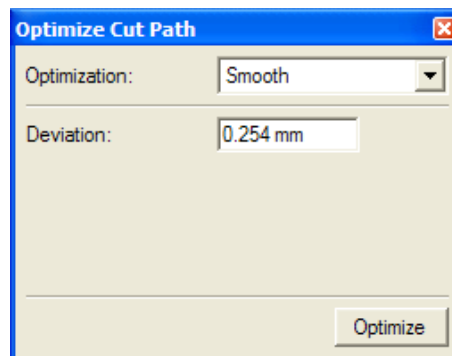 Optimize Cut Path
Optimization: Smooth
Deviation: 0.254 mm
Optimize